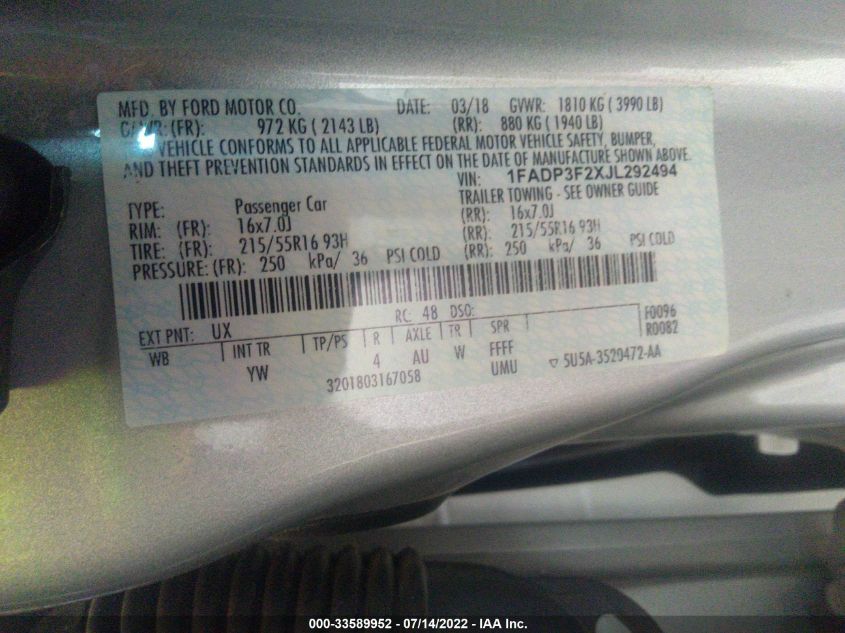 MFD. BY FORD MOTOR CO. DATE: 03/18 GVWR: 1810 KG ( 3990 LB)
(FR): 972 KG ( 2143 LB) (RR): 880 KG ( 1940 LB)
VEHICLE CONFORMS TO ALL APPLICABLE FEDERAL MOTOR VEHICLE SAFETY, BUMPER,
AND THEFT PREVENTION STANDARDS IN EFFECT ON THE DATE OF MANUFACTURE SHOWN ABOVE.
VIN: 1FADP3F2XJL292494
TRAILER TOWING - SEE OWNER GUIDE
TYPE: Passenger Car
RIM: (FR): 16x7.0J (RR): 16x7.0J
TIRE: (FR): 215/55R16 93H (RR): 215/55R16 93H
PRESSURE: (FR): 250 kPa/ 36 PSI COLD (RR): 250 kPa/ 36 PSI COLD
RC: 48 DSO: F0096
EXT PNT: UX R0082
WB INT TR TP/PS R AXLE TR SPR
YW 4 AU W FFFF
3201803167058 UMU ▽ 5U5A-3520472-AA
000-33589952 - 07/14/2022 - IAA Inc.